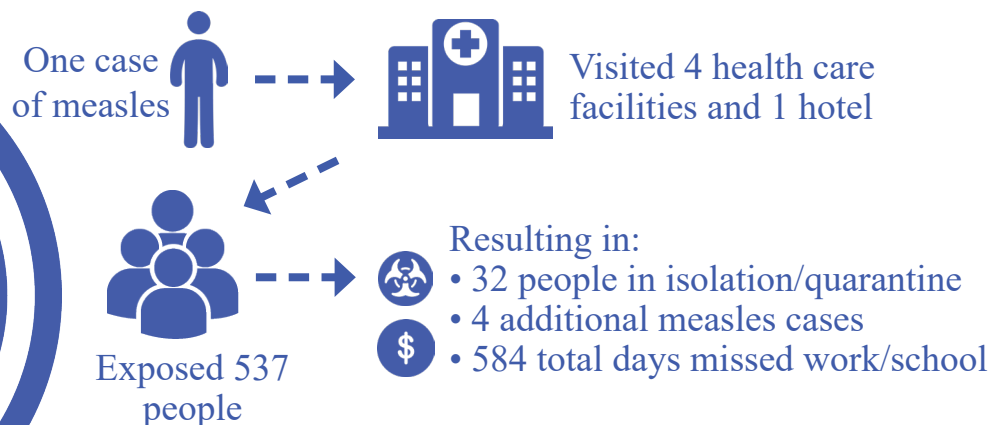 One case
of measles
Visited 4 health care
facilities and 1 hotel
Exposed 537
people
Resulting in:
• 32 people in isolation/quarantine
• 4 additional measles cases
$
• 584 total days missed work/school